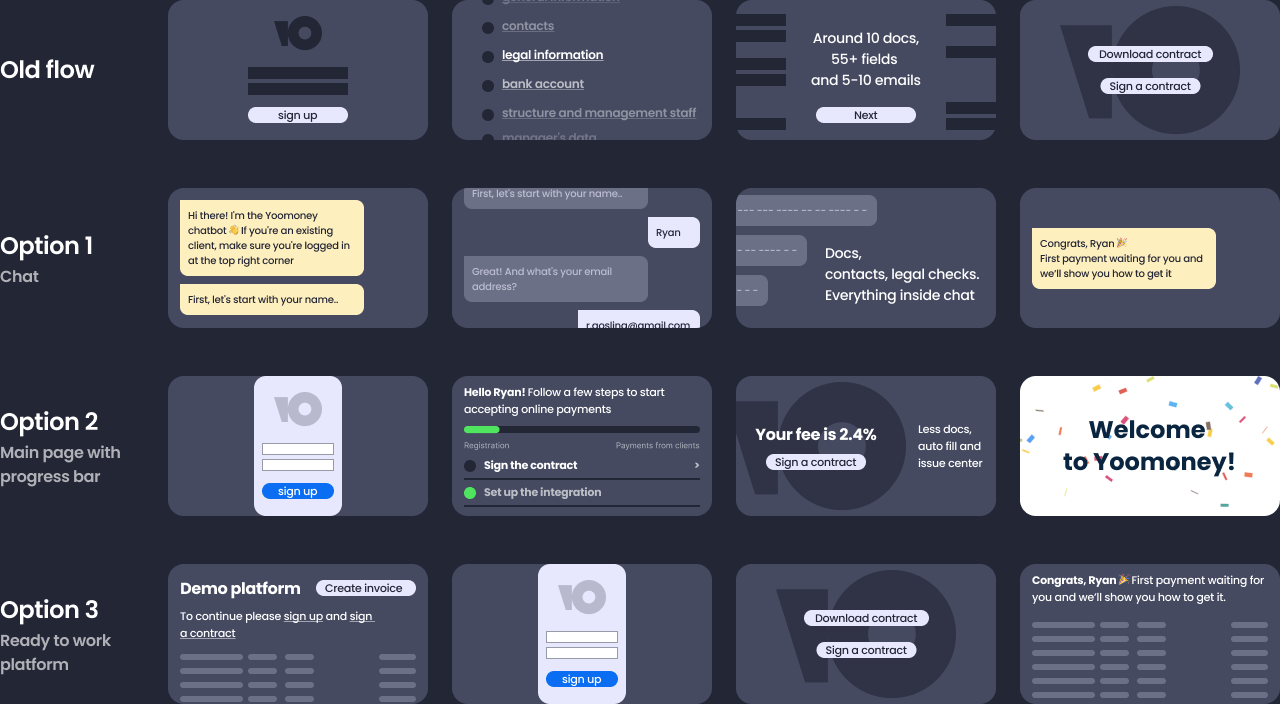 Old flow
sign up
general information
contacts
legal information
bank account
structure and management staff
manager's data
Around 10 docs,
55+ fields
and 5-10 emails
Next
Download contract
Sign a contract
Option 1
Chat
Hi there! I'm the Yoomoney
chatbot 👋 If you're an existing
client, make sure you're logged in
at the top right corner
First, let's start with your name..
First, let's start with your name..
Ryan
Great! And what's your email
address?
r.gosling@gmail.com
Docs,
contacts, legal checks.
Everything inside chat
Congrats, Ryan 🎉
First payment waiting for you and
we'll show you how to get it
Option 2
Main page with
progress bar
sign up
Hello Ryan! Follow a few steps to start
accepting online payments
Registration
Payments from clients
Sign the contract >
Set up the integration
Your fee is 2.4%
Sign a contract
Less docs,
auto fill and
issue center
Welcome
to Yoomoney!
Option 3
Ready to work
platform
Demo platform
Create invoice
To continue please sign up and sign
a contract
sign up
Download contract
Sign a contract
Congrats, Ryan 🎉 First payment waiting for
you and we'll show you how to get it.